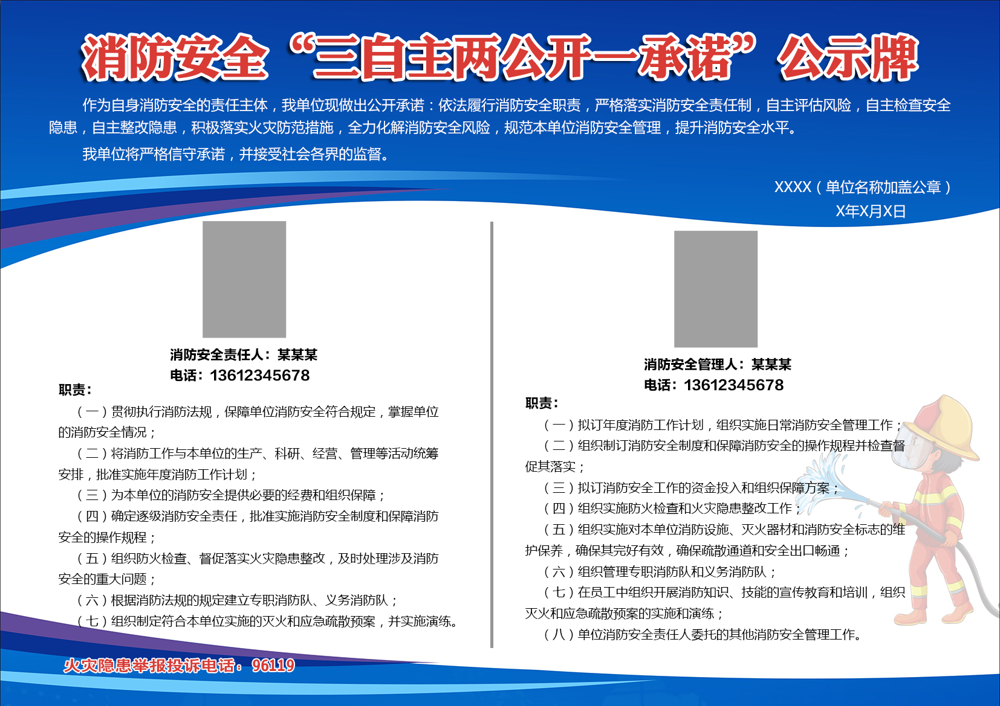 消防安全“三自主两公开一承诺”公示牌
作为自身消防安全的责任主体，我单位现做出公开承诺：依法履行消防安全职责，严格落实消防安全责任制，自主评估风险，自主检查安全
隐患，自主整改隐患，积极落实火灾防范措施，全力化解消防安全风险，规范本单位消防安全管理，提升消防安全水平。
我单位将严格信守承诺，并接受社会各界的监督。
XXXX（单位名称加盖公章）
X年X月X日
消防安全责任人：某某某
电话：13612345678
职责：
（一）贯彻执行消防法规，保障单位消防安全符合规定，掌握单位
的消防安全情况；
（二）将消防工作与本单位的生产、科研、经营、管理等活动统筹
安排，批准实施年度消防工作计划；
（三）为本单位的消防安全提供必要的经费和组织保障；
（四）确定逐级消防安全责任，批准实施消防安全制度和保障消防
安全的操作规程；
（五）组织防火检查、督促落实火灾隐患整改，及时处理涉及消防
安全的重大问题；
（六）根据消防法规的规定建立专职消防队、义务消防队；
（七）组织制定符合本单位实施的灭火和应急疏散预案，并实施演练。
消防安全管理人：某某某
电话：13612345678
职责：
（一）拟订年度消防工作计划，组织实施日常消防安全管理工作；
（二）组织制订消防安全制度和保障消防安全的操作规程并检查督
促其落实；
（三）拟订消防安全工作的资金投入和组织保障方案；
（四）组织实施防火检查和火灾隐患整改工作；
（五）组织实施对本单位消防设施、灭火器材和消防安全标志的维
护保养，确保其完好有效，确保疏散通道和安全出口畅通；
（六）组织管理专职消防队和义务消防队；
（七）在员工中组织开展消防知识、技能的宣传教育和培训，组织
灭火和应急疏散预案的实施和演练；
（八）单位消防安全责任人委托的其他消防安全管理工作。
火灾隐患举报投诉电话：96119